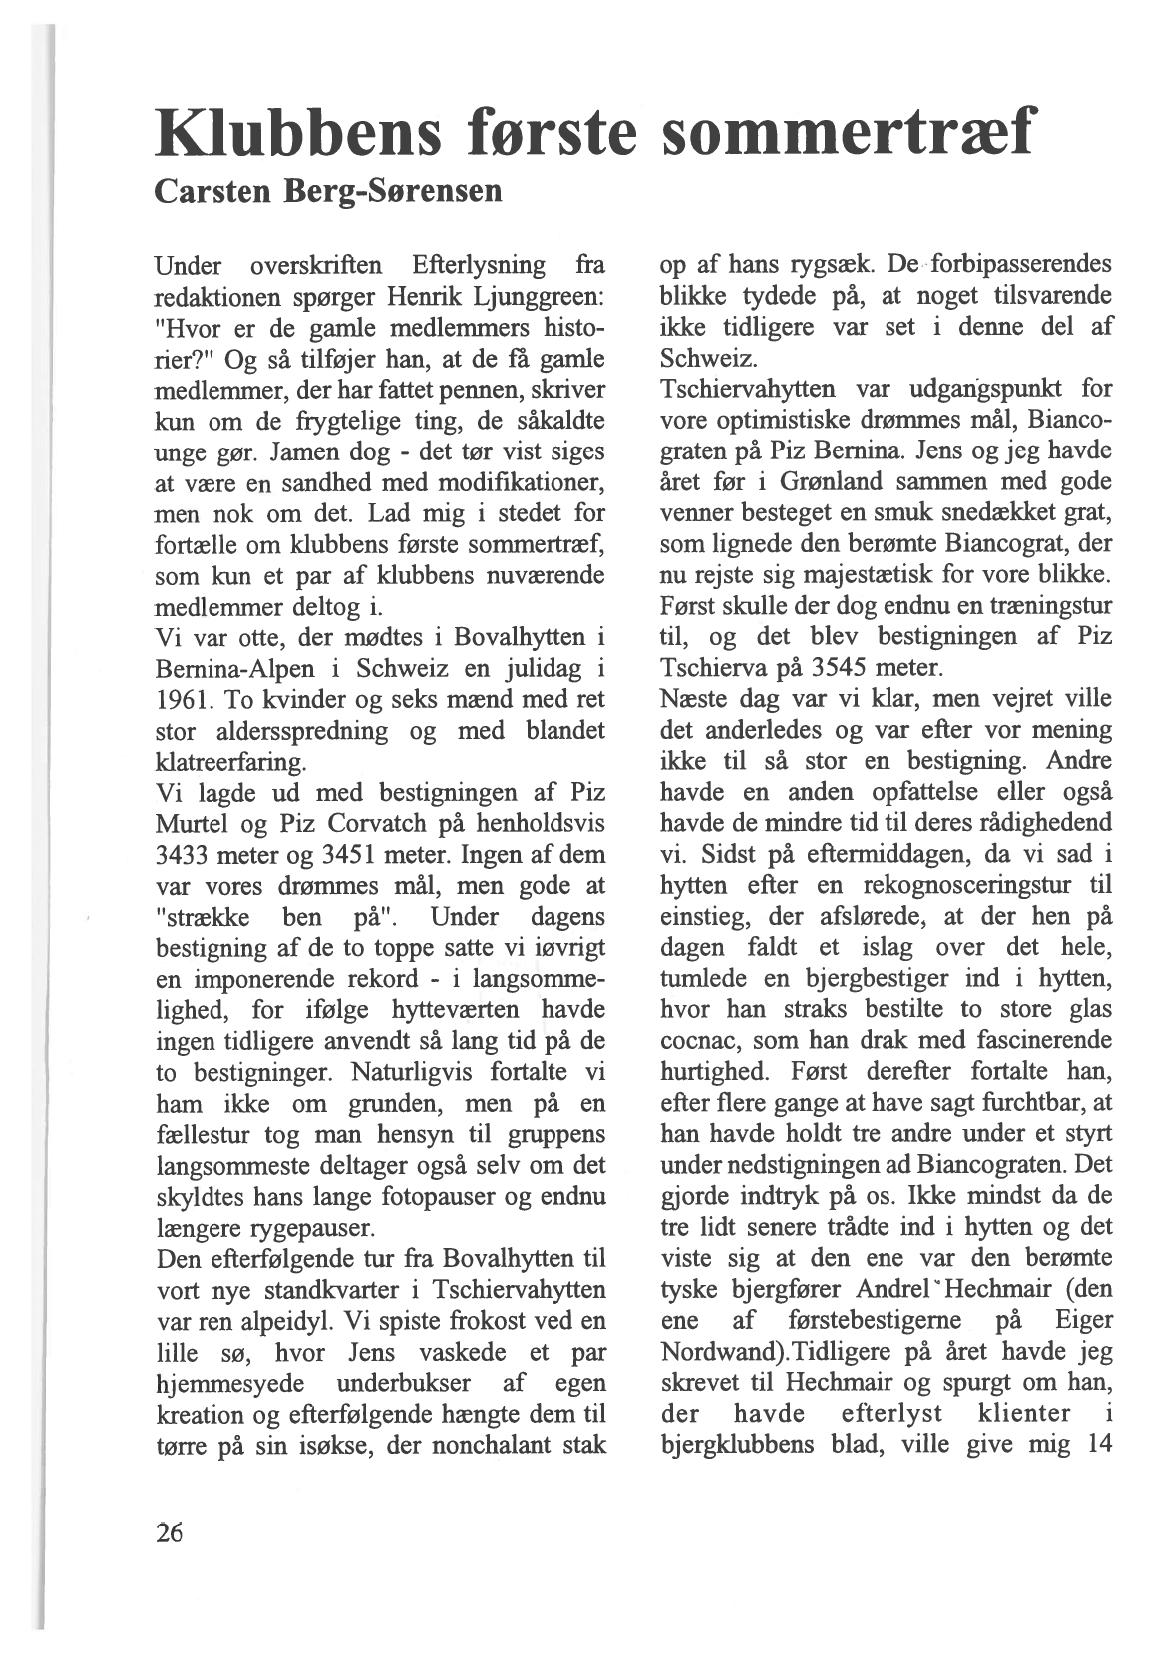 Klubbens første sommertræf
Carsten Berg-Sørensen
Under overskriften Efterlysning fra
redaktionen spørger Henrik Ljunggreen:
"Hvor er de gamle medlemmers histo-
rier?" Og så tilføjer han, at de få gamle
medlemmer, der har fattet pennen, skriver
kun om de frygtelige ting, de såkaldte
unge gør. Jamen dog - det tør vist siges
at være en sandhed med modifikationer,
men nok om det. Lad mig i stedet for
fortælle om klubbens første sommertræf,
som kun et par af klubbens nuværende
medlemmer deltog i.
Vi var otte, der mødtes i Bovalhytten i
Bernina-Alpen i Schweiz en julidag i
1961. To kvinder og seks mænd med ret
stor aldersspredning og med blandet
klatreerfaring.
Vi lagde ud med bestigningen af Piz
Murtel og Piz Corvatch på henholdsvis
3433 meter og 3451 meter. Ingen af dem
var vores drømmes mål, men gode at
"strække ben på". Under dagens
bestigning af de to toppe satte vi iøvrigt
en imponerende rekord - i langsomme-
lighed, for ifølge hytteværten havde
ingen tidligere anvendt så lang tid på de
to bestigninger. Naturligvis fortalte vi
ham ikke om grunden, men på en
fællestur tog man hensyn til gruppens
langsommeste deltager også selv om det
skyldtes hans lange fotopauser og endnu
længere rygepauser.
Den efterfølgende tur fra Bovalhytten til
vort nye standkvarter i Tschiervahytten
var ren alpeidyl. Vi spiste frokost ved en
lille sø, hvor Jens vaskede et par
hjemmesyede underbukser af egen
kreation og efterfølgende hængte dem til
tørre på sin isøkse, der nonchalant stak
op af hans rygsæk. De forbipasserendes
blikke tydede på, at noget tilsvarende
ikke tidligere var set i denne del af
Schweiz.
Tschiervahytten var udgangspunkt for
vore optimistiske drømmes mål, Bianco-
graten på Piz Bernina. Jens og jeg havde
året før i Grønland sammen med gode
venner besteget en smuk snedækket grat,
som lignede den berømte Biancograt, der
nu rejste sig majestætisk for vore blikke.
Først skulle der dog endnu en træningstur
til, og det blev bestigningen af Piz
Tschierva på 3545 meter.
Næste dag var vi klar, men vejret ville
det anderledes og var efter vor mening
ikke til så stor en bestigning. Andre
havde en anden opfattelse eller også
havde de mindre tid til deres rådighedend
vi. Sidst på eftermiddagen, da vi sad i
hytten efter en rekognosceringstur til
einstieg, der afslørede, at der hen på
dagen faldt et islag over det hele,
tumlede en bjergbestiger ind i hytten,
hvor han straks bestilte to store glas
cocnac, som han drak med fascinerende
hurtighed. Først derefter fortalte han,
efter flere gange at have sagt furchtbar, at
han havde holdt tre andre under et styrt
under nedstigningen ad Biancograten. Det
gjorde indtryk på os. Ikke mindst da de
tre lidt senere trådte ind i hytten og det
viste sig at den ene var den berømte
tyske bjergfører Andrel Hechmair (den
ene af førstebestigerne på Eiger
Nordwand).Tidligere på året havde jeg
skrevet til Hechmair og spurgt om han,
der havde efterlyst klienter i
bjergklubbens blad, ville give mig 14
26